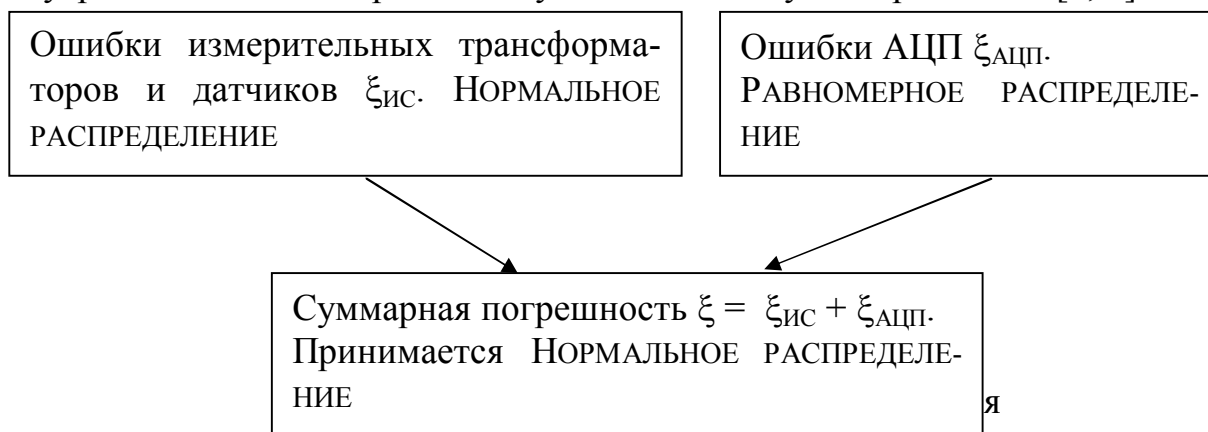 Ошибки измерительных трансформа-
торов и датчиков ξИС. НОРМАЛЬНОЕ
РАСПРЕДЕЛЕНИЕ
Ошибки АЦП ξАЦП.
РАВНОМЕРНОЕ РАСПРЕДЕЛЕ-
НИЕ
Суммарная погрешность ξ = ξИС + ξАЦП.
Принимается НОРМАЛЬНОЕ РАСПРЕДЕЛЕ-
НИЕ
я